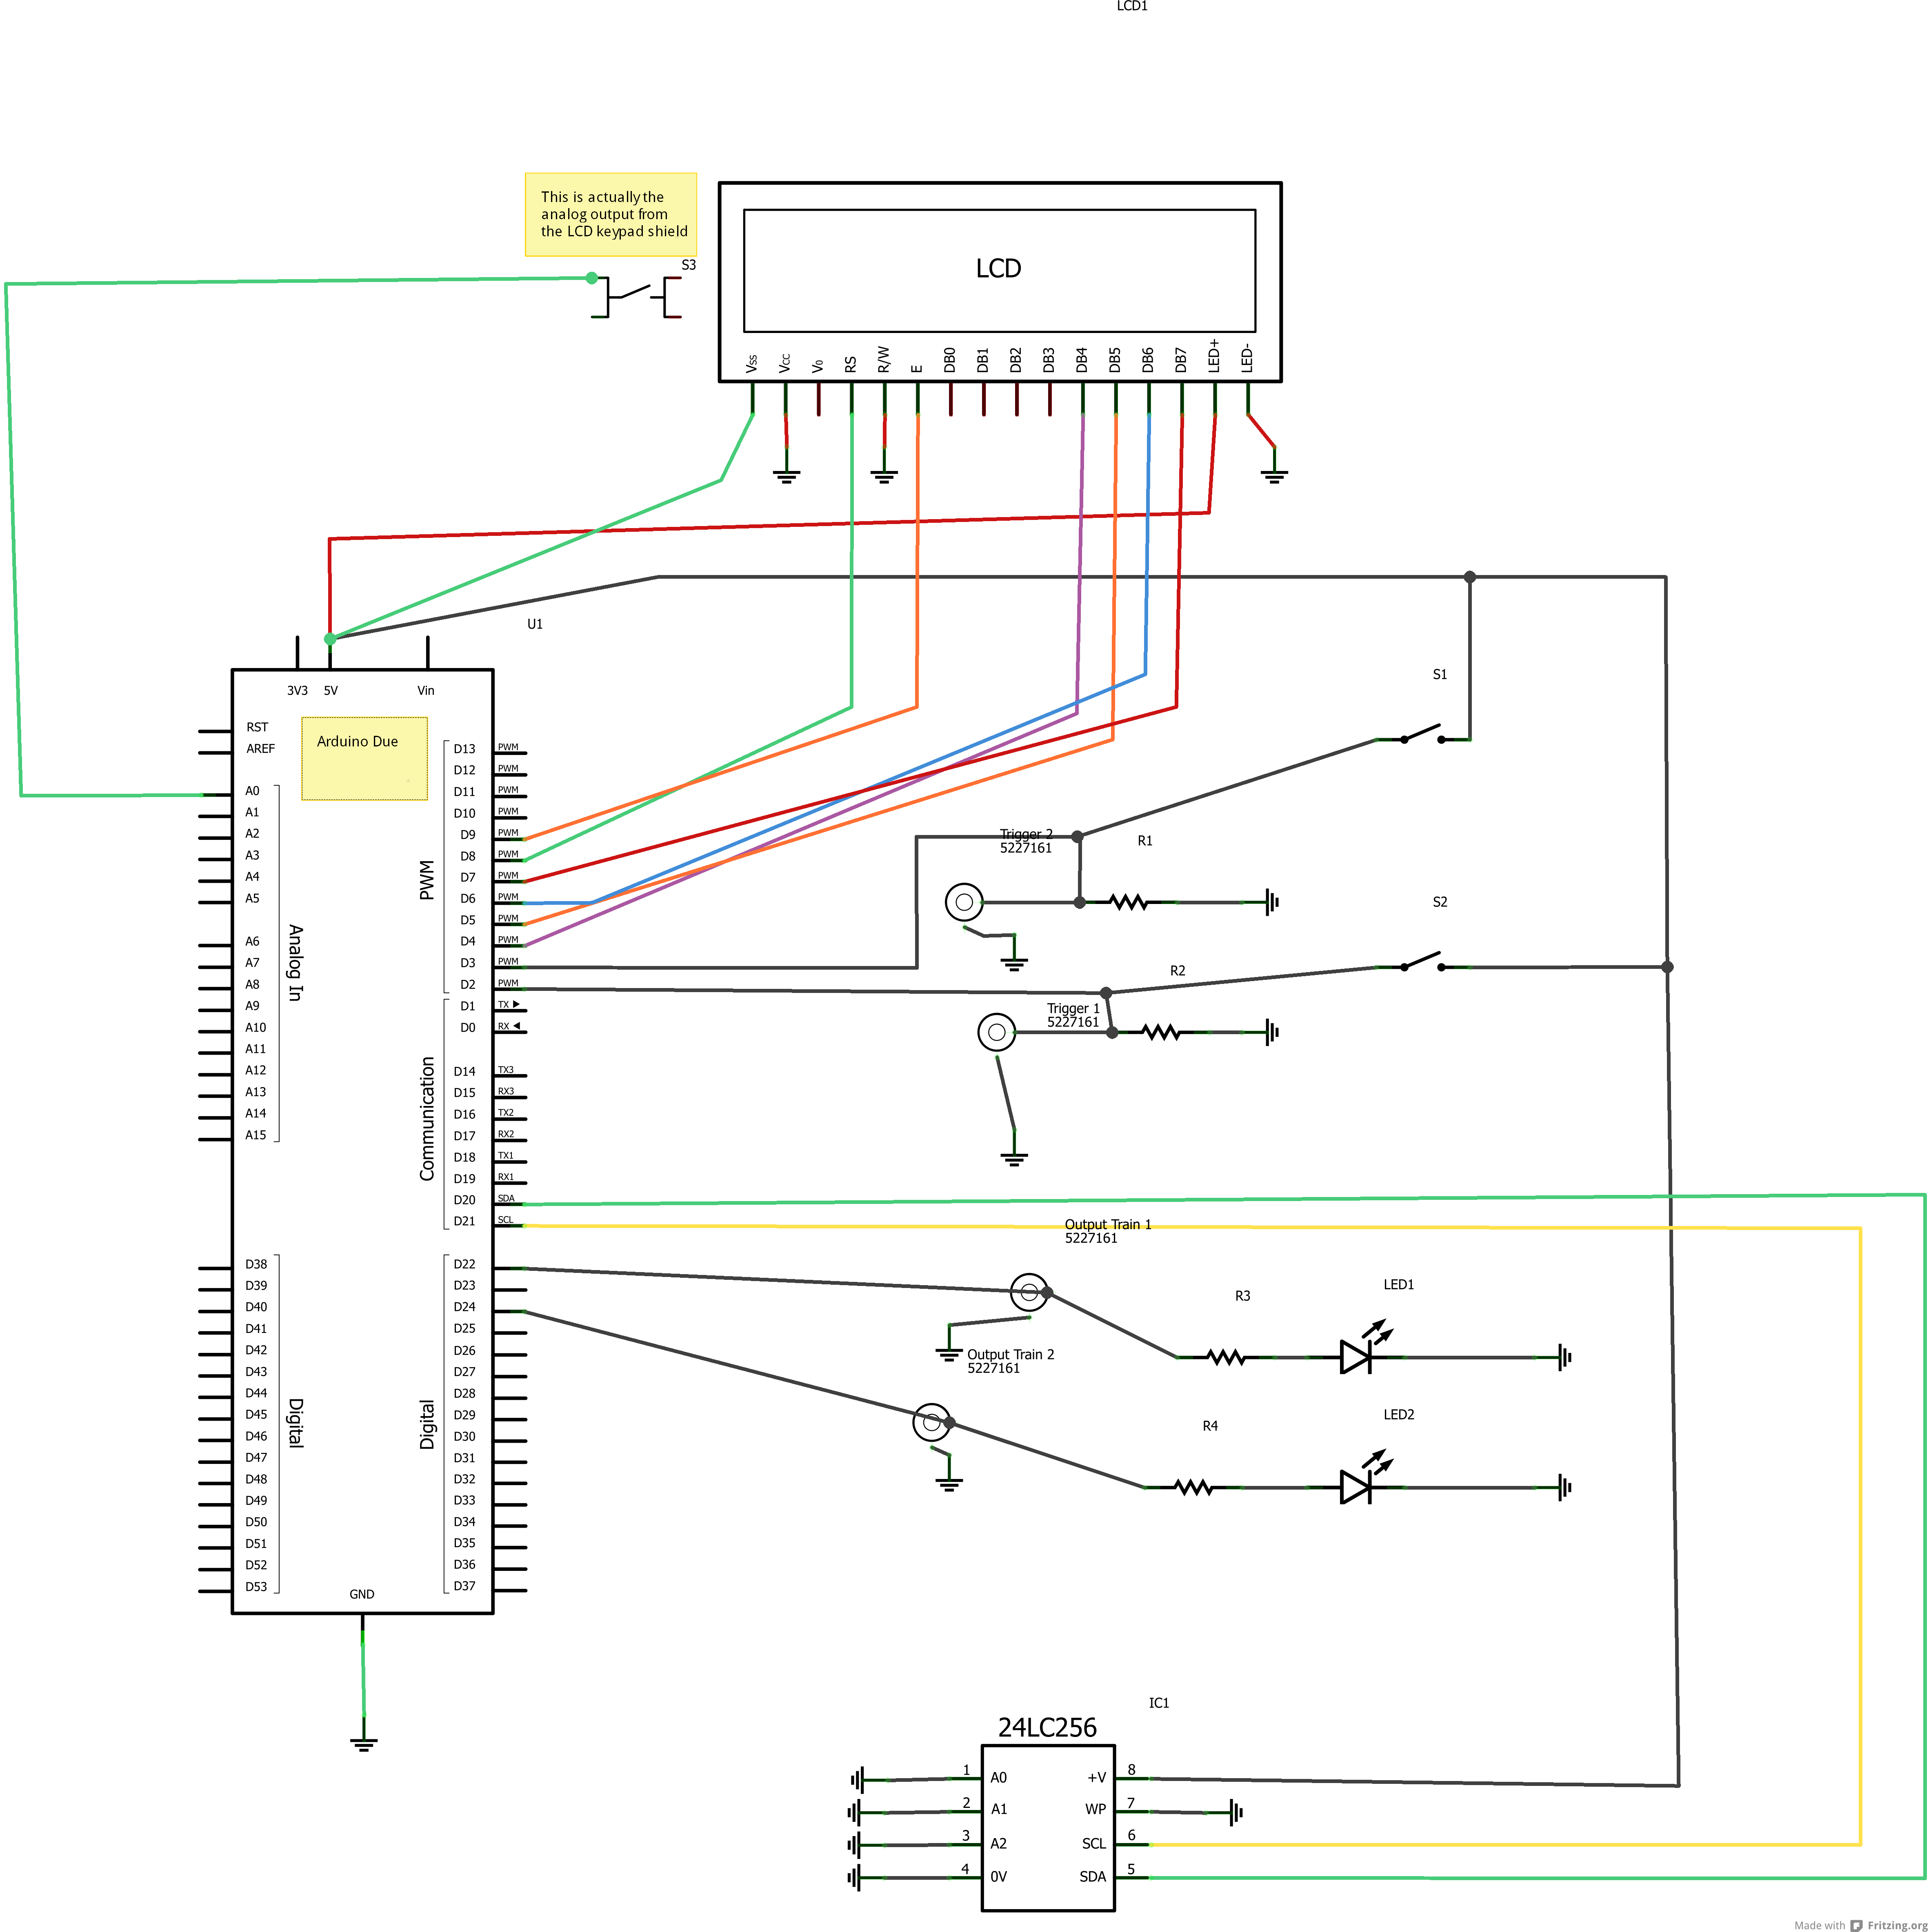 LCD1
This is actually the
analog output from
the LCD keypad shield
S3
LCD
VSS
VCC
V0
RS
R/W
E
DB0
DB1
DB2
DB3
DB4
DB5
DB6
DB7
LED+
LED-
U1
3V3
5V
Vin
RST
AREF
Arduino Due
A0
A1
A2
A3
A4
A5
A6
A7
A8
A9
A10
A11
A12
A13
A14
A15
Analog In
D38
D39
D40
D41
D42
D43
D44
D45
D46
D47
D48
D49
D50
D51
D52
D53
Digital
PWM
D13 PWM
D12 PWM
D11 PWM
D10 PWM
D9 PWM
D8 PWM
D7 PWM
D6 PWM
D5 PWM
D4 PWM
D3 PWM
D2 PWM
Communication
D1 TX
D0 RX
D14 TX3
D15 RX3
D16 TX2
D17 RX2
D18 TX1
D19 RX1
D20 SDA
D21 SCL
Digital
D22
D23
D24
D25
D26
D27
D28
D29
D30
D31
D32
D33
D34
D35
D36
D37
GND
S1
Trigger 2
5227161
R1
S2
R2
Trigger 1
5227161
Output Train 1
5227161
R3
LED1
Output Train 2
5227161
R4
LED2
IC1
24LC256
1 A0
2 A1
3 A2
4 0V
+V 8
WP 7
SCL 6
SDA 5
Made with Fritzing.org